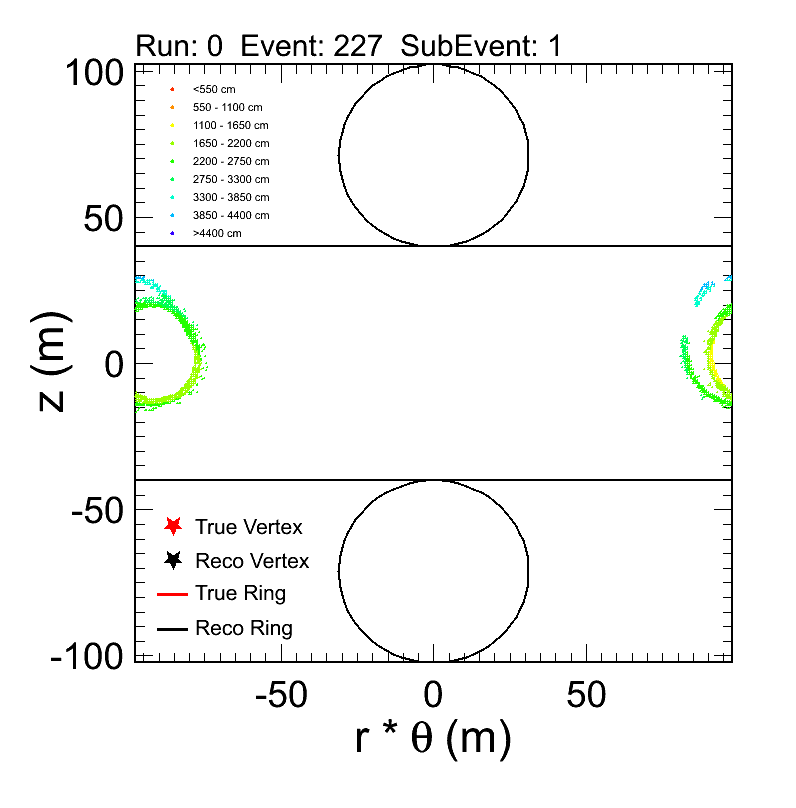 Run: 0  Event: 227  SubEvent: 1
100
<550 cm
550 - 1100 cm
1100 - 1650 cm
1650 - 2200 cm
2200 - 2750 cm
2750 - 3300 cm
3300 - 3850 cm
3850 - 4400 cm
>4400 cm
50
0
z (m)
-50
True Vertex
Reco Vertex
True Ring
Reco Ring
-100
-50 0 50
r * θ (m)